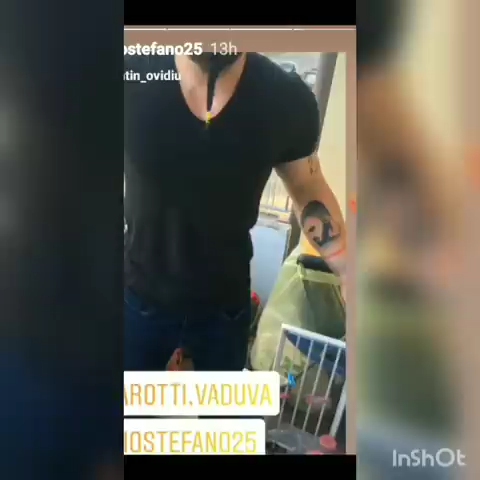 ostefano25 13h
tin_ovidiu
AROTTI.VADUVA
IOSTEFANO25
InShOt